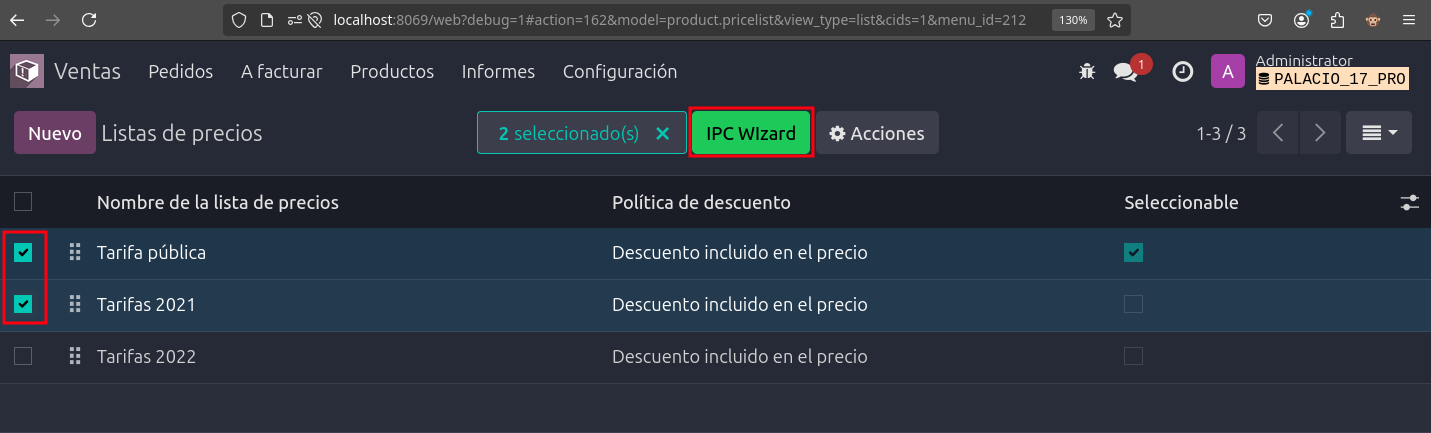 localhost:8069/web?debug=1#action=162&model=product.pricelist&view_type=list&cids=1&menu_id=212 130%
Ventas Pedidos A facturar Productos Informes Configuración 1 A Administrator
PALACIO_17_PRO
Nuevo Listas de precios 2 seleccionado(s) IPC WIzard Acciones 1-3 / 3
Nombre de la lista de precios Política de descuento Seleccionable
Tarifa pública Descuento incluido en el precio
Tarifas 2021 Descuento incluido en el precio
Tarifas 2022 Descuento incluido en el precio